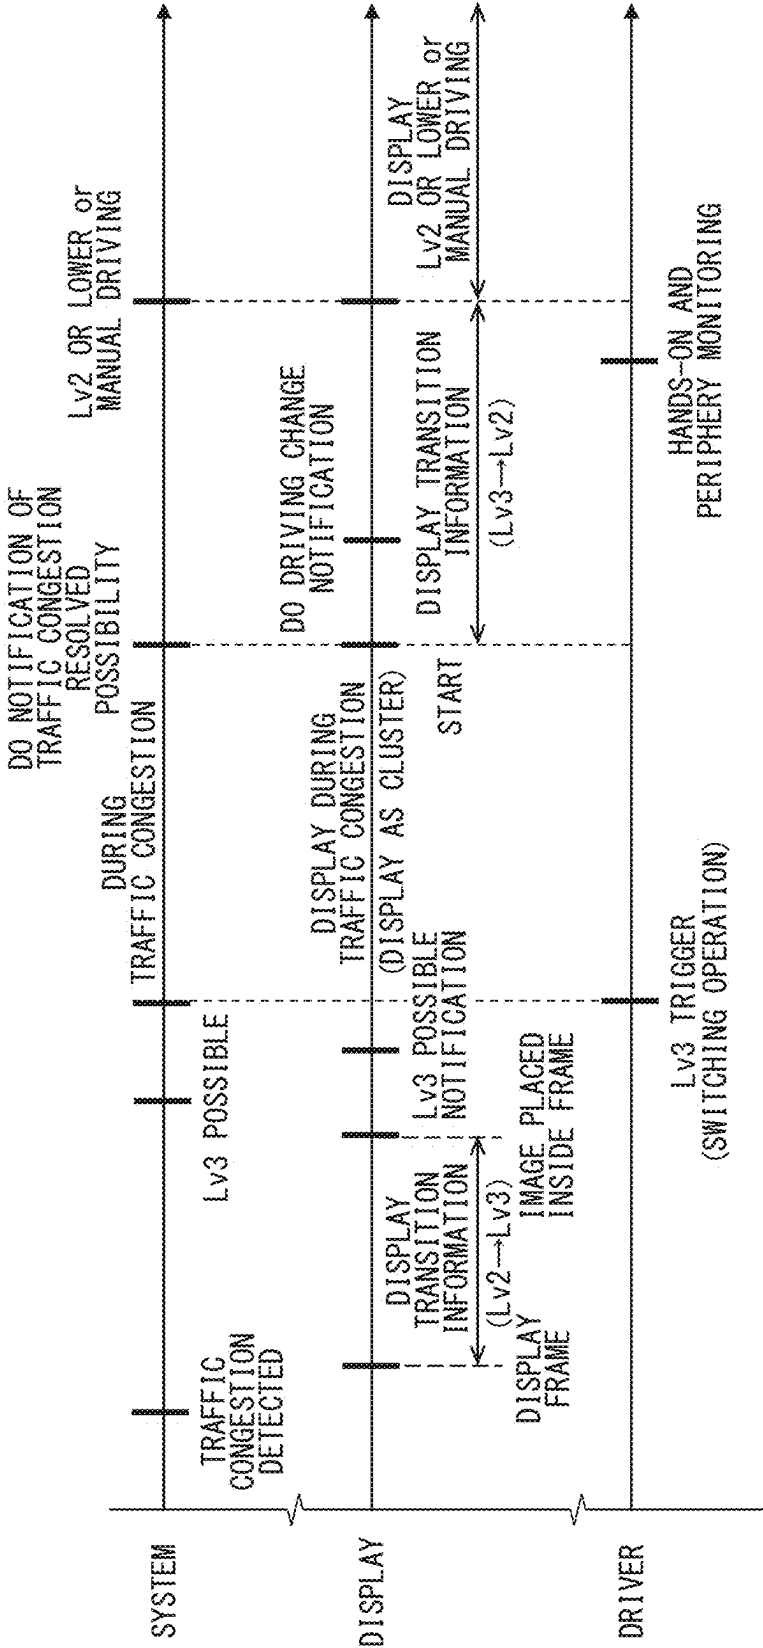 SYSTEM
TRAFFIC
CONGESTION
DETECTED
Lv3 POSSIBLE
DURING
TRAFFIC CONGESTION
DO NOTIFICATION OF
TRAFFIC CONGESTION
RESOLVED
POSSIBILITY
Lv2 OR LOWER or
MANUAL DRIVING
DISPLAY
DISPLAY
FRAME
DISPLAY
TRANSITION
INFORMATION
(Lv2→Lv3)
IMAGE PLACED
INSIDE FRAME
Lv3 POSSIBLE
NOTIFICATION
DISPLAY DURING
TRAFFIC CONGESTION
(DISPLAY AS CLUSTER)
START
DO DRIVING CHANGE
NOTIFICATION
DISPLAY TRANSITION
INFORMATION
(Lv3→Lv2)
DISPLAY
Lv2 OR LOWER or
MANUAL DRIVING
DRIVER
Lv3 TRIGGER
(SWITCHING OPERATION)
HANDS-ON AND
PERIPHERY MONITORING